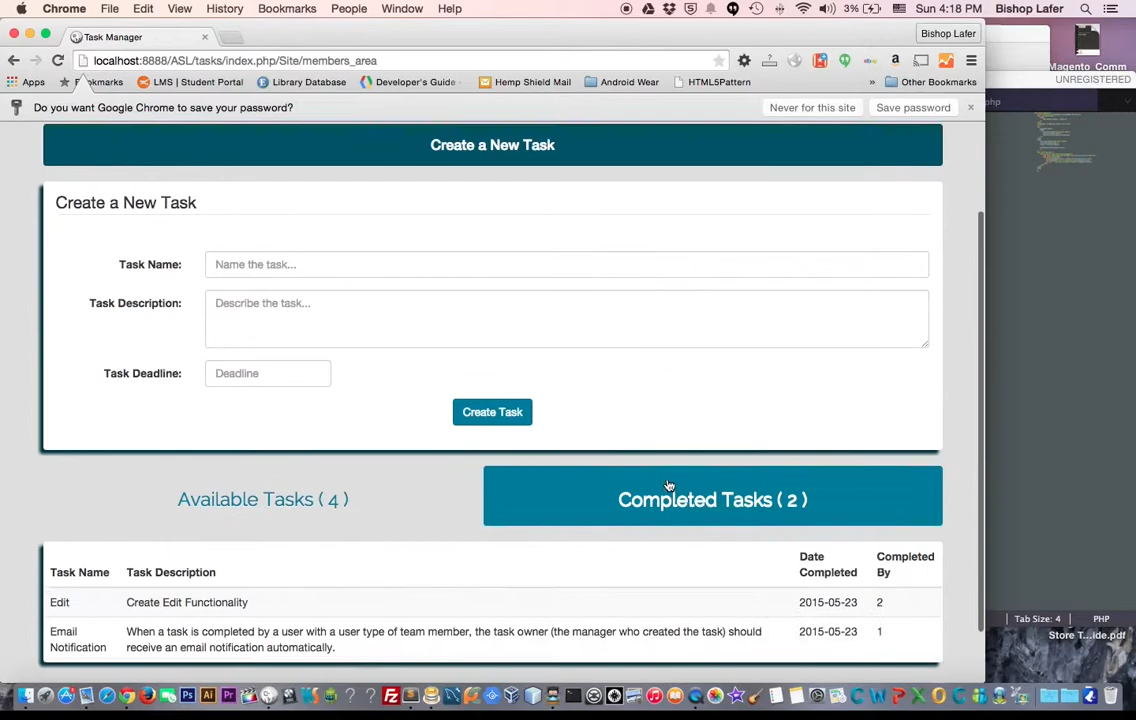 Chrome File Edit View History Bookmarks People Window Help 3% Sun 4:18 PM Bishop Lafer
Task Manager Bishop Lafer
localhost:8888/ASL/tasks/index.php/Site/members_area
Apps Bookmarks LMS | Student Portal Library Database Developer's Guide Hemp Shield Mail Android Wear HTML5Pattern » Other Bookmarks
Do you want Google Chrome to save your password? Never for this site Save password
Magento_Comm
UNREGISTERED
php
Create a New Task
Create a New Task
Task Name: Name the task...
Task Description: Describe the task...
Task Deadline: Deadline
Create Task
Available Tasks ( 4 ) Completed Tasks ( 2 )
Task Name Task Description Date Completed Completed By
Edit Create Edit Functionality 2015-05-23 2
Email Notification When a task is completed by a user with a user type of team member, the task owner (the manager who created the task) should 2015-05-23 1
receive an email notification automatically.
Tab Size: 4 PHP
Store T...ide.pdf